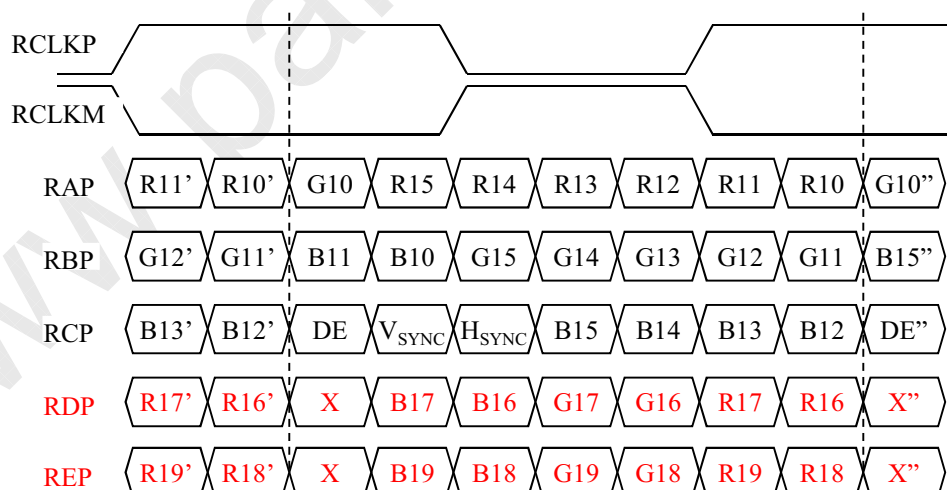 RCLKP
RCLKM
RAP R11’ R10’ G10 R15 R14 R13 R12 R11 R10 G10”
RBP G12’ G11’ B11 B10 G15 G14 G13 G12 G11 B15”
RCP B13’ B12’ DE VSYNC HSYNC B15 B14 B13 B12 DE”
RDP R17’ R16’ X B17 B16 G17 G16 R17 R16 X”
REP R19’ R18’ X B19 B18 G19 G18 R19 R18 X”